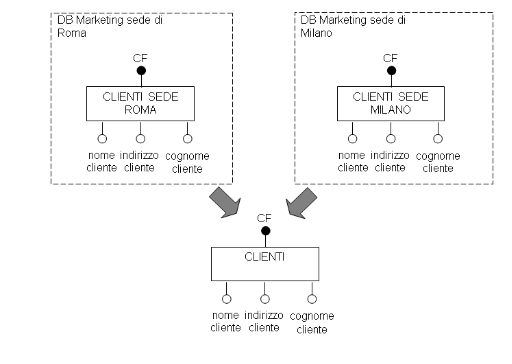 DB Marketing sede di
Roma
CF
CLIENTI SEDE
ROMA
nome indirizzo cognome
cliente cliente cliente
DB Marketing sede di
Milano
CF
CLIENTI SEDE
MILANO
nome indirizzo cognome
cliente cliente cliente
CF
CLIENTI
nome indirizzo cognome
cliente cliente cliente